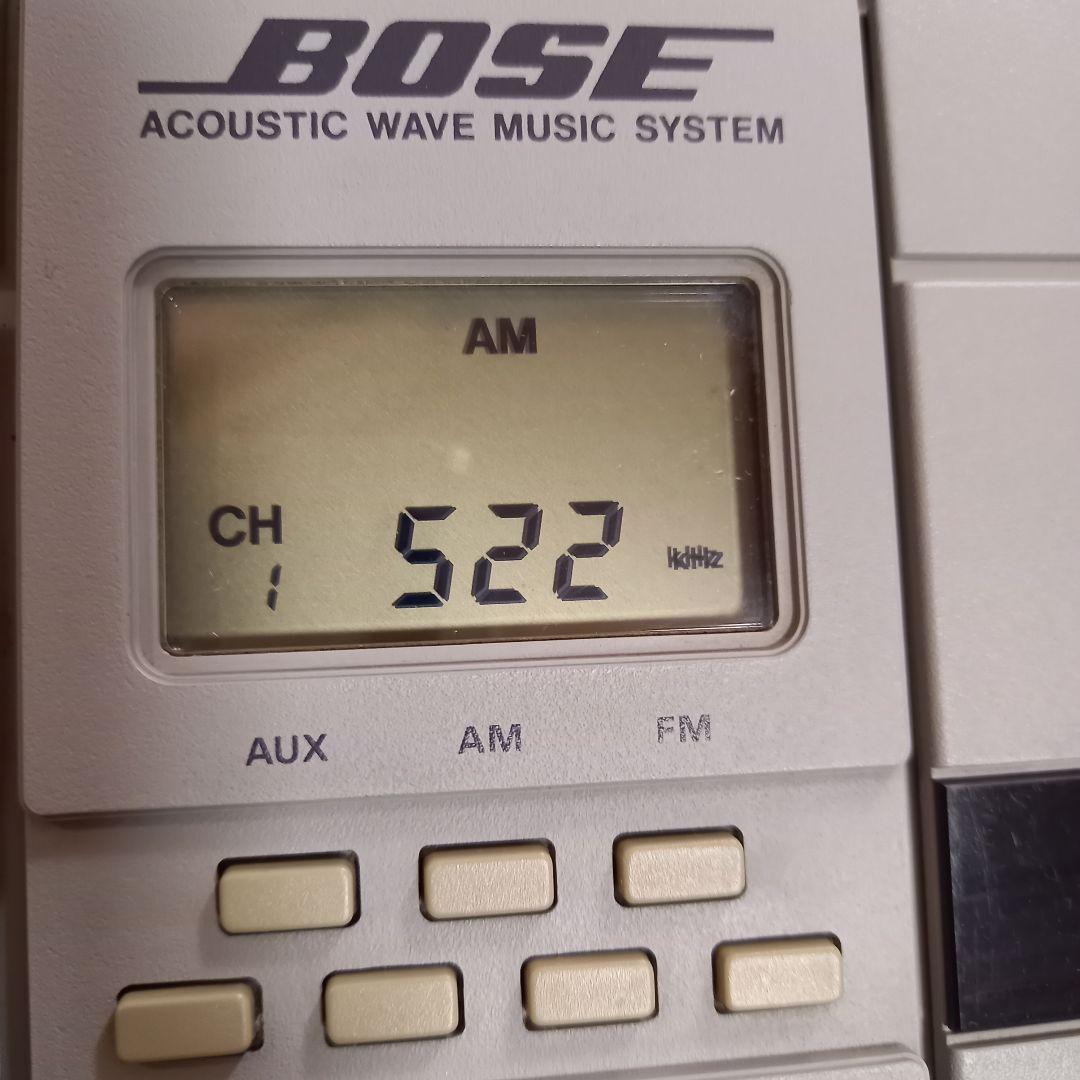 BOSE
ACOUSTIC WAVE MUSIC SYSTEM
AM
CH
1 522 kHz
AUX AM FM